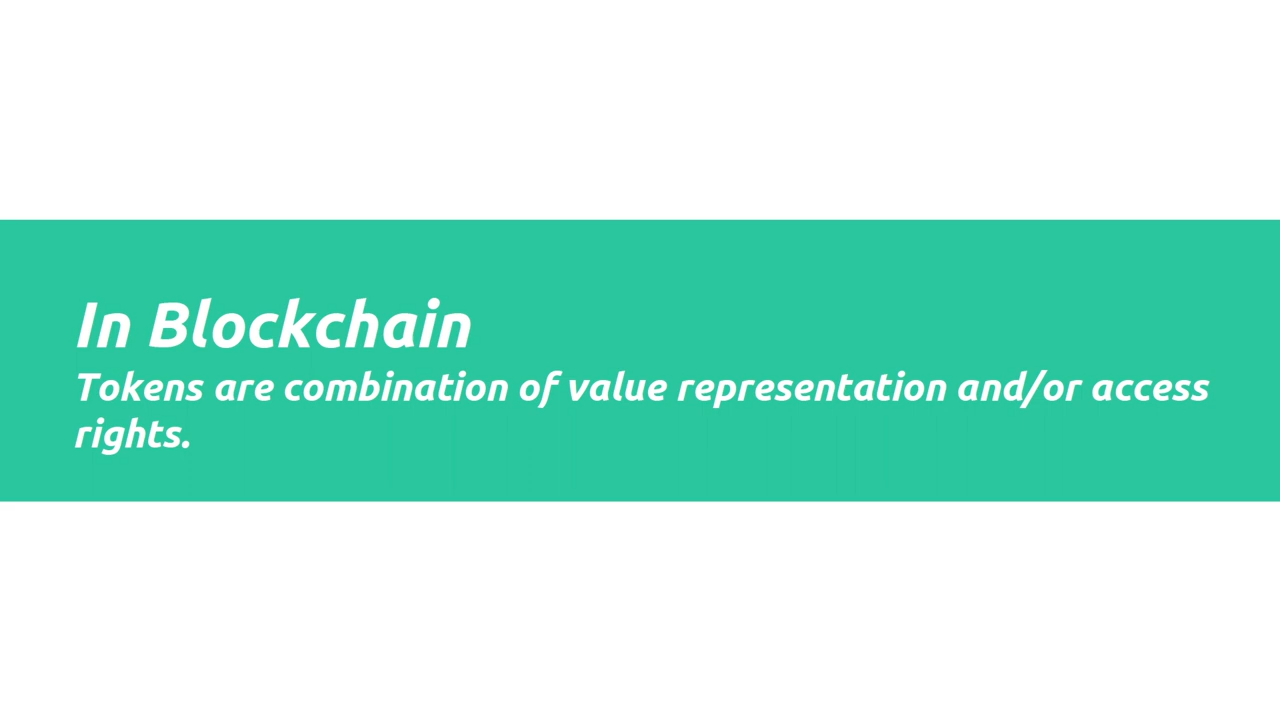 In Blockchain
Tokens are combination of value representation and/or access
rights.